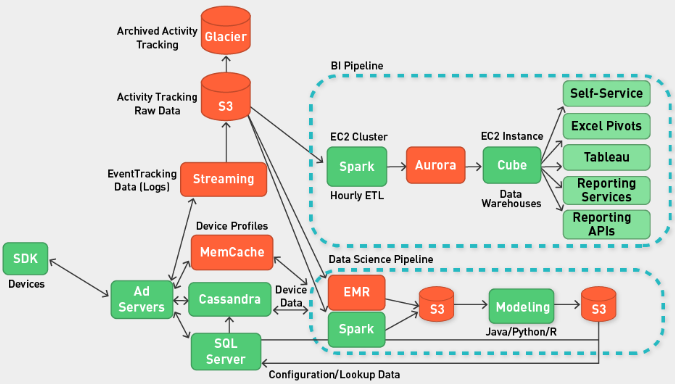 Archived Activity
Tracking
Glacier
Activity Tracking
Raw Data
S3
BI Pipeline
EC2 Cluster
Spark
Hourly ETL
Aurora
EC2 Instance
Cube
Data
Warehouses
Self-Service
Excel Pivots
Tableau
Reporting
Services
Reporting
APIs
EventTracking
Data (Logs)
Streaming
Device Profiles
MemCache
SDK
Devices
Ad
Servers
Cassandra
Device
Data
SQL
Server
Data Science Pipeline
EMR
Spark
S3
Modeling
Java/Python/R
S3
Configuration/Lookup Data